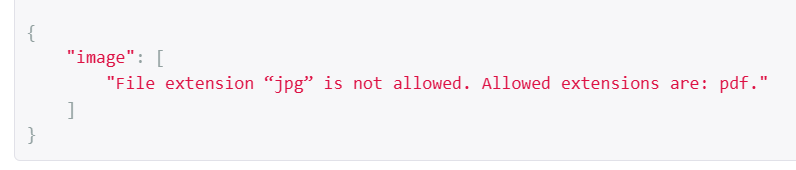 {
"image": [
"File extension “jpg” is not allowed. Allowed extensions are: pdf."
]
}